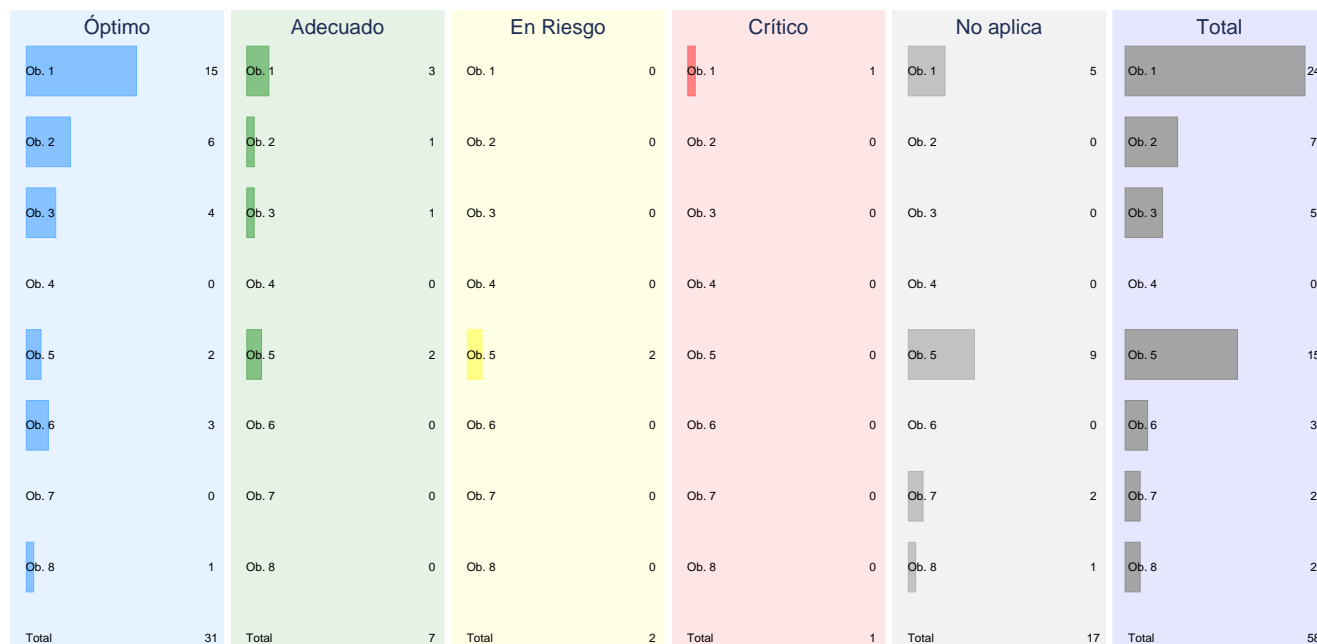 Óptimo Adecuado En Riesgo Crítico No aplica Total
Ob. 1 15 Ob. 1 3 Ob. 1 0 Ob. 1 1 Ob. 1 5 Ob. 1 24
Ob. 2 6 Ob. 2 1 Ob. 2 0 Ob. 2 0 Ob. 2 0 Ob. 2 7
Ob. 3 4 Ob. 3 1 Ob. 3 0 Ob. 3 0 Ob. 3 0 Ob. 3 5
Ob. 4 0 Ob. 4 0 Ob. 4 0 Ob. 4 0 Ob. 4 0 Ob. 4 0
Ob. 5 2 Ob. 5 2 Ob. 5 2 Ob. 5 0 Ob. 5 9 Ob. 5 15
Ob. 6 3 Ob. 6 0 Ob. 6 0 Ob. 6 0 Ob. 6 0 Ob. 6 3
Ob. 7 0 Ob. 7 0 Ob. 7 0 Ob. 7 0 Ob. 7 2 Ob. 7 2
Ob. 8 1 Ob. 8 0 Ob. 8 0 Ob. 8 0 Ob. 8 1 Ob. 8 2
Total 31 Total 7 Total 2 Total 1 Total 17 Total 58